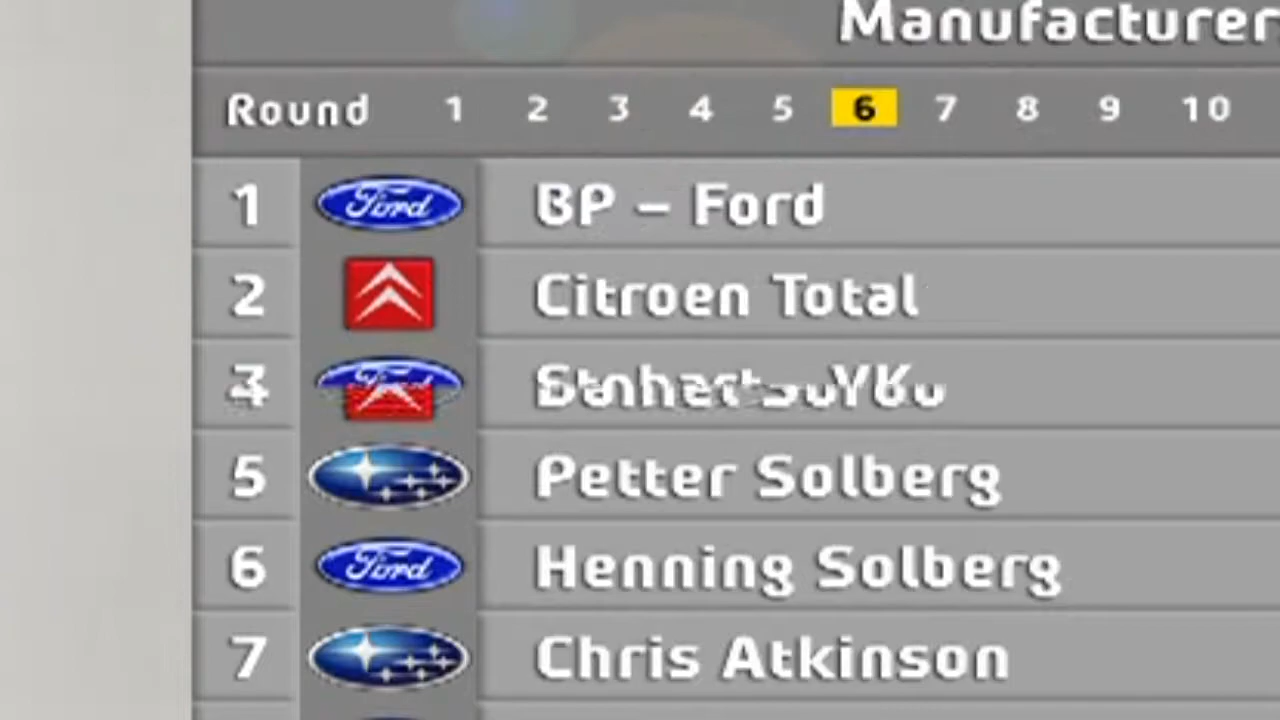 Manufacturer
Round 1 2 3 4 5 6 7 8 9 10
1 Ford BP – Ford
2 Citroen Total
5 Petter Solberg
6 Ford Henning Solberg
7 Chris Atkinson